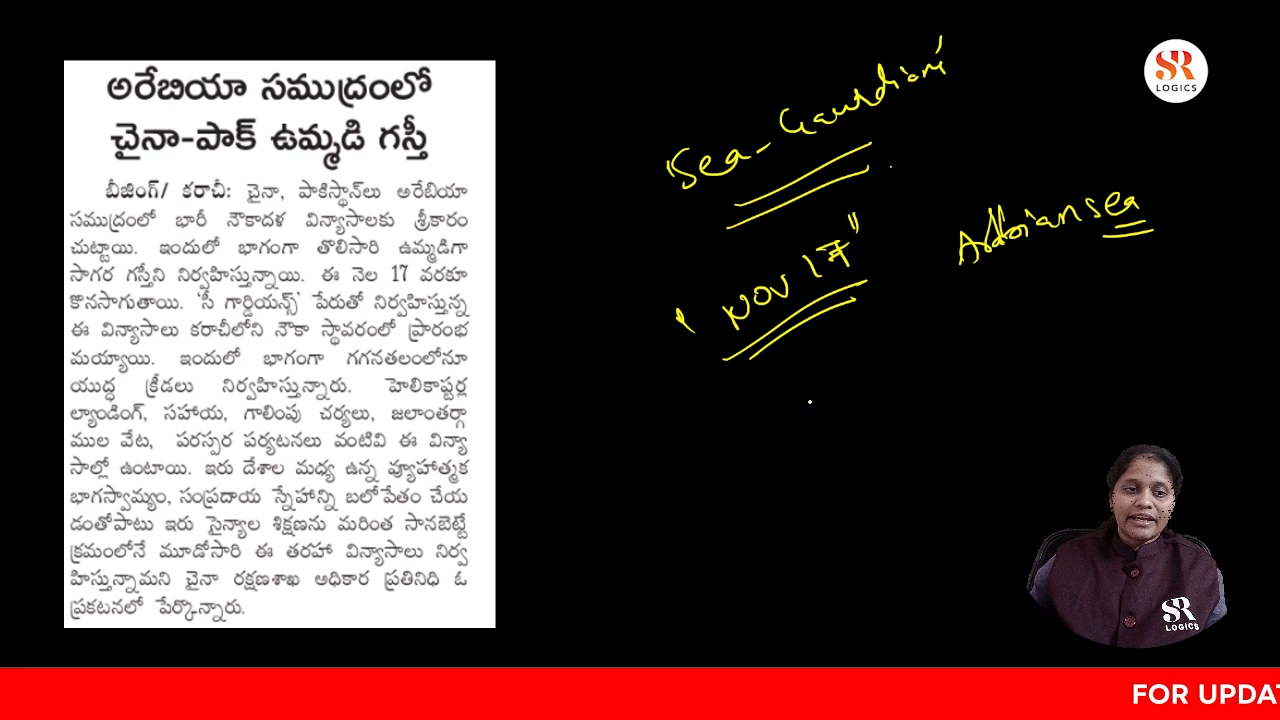 అరేబియా సముద్రంలో
చైనా-పాక్ ఉమ్మడి గస్తీ
బీజింగ్/ కరాచీ: చైనా, పాకిస్థాన్‌లు అరేబియా
సముద్రంలో భారీ నౌకాదళ విన్యాసాలకు శ్రీకారం
చుట్టాయి. ఇందులో భాగంగా తొలిసారి ఉమ్మడిగా
సాగర గస్తీని నిర్వహిస్తున్నాయి. ఈ నెల 17 వరకూ
కొనసాగుతాయి. 'సీ గార్డియన్స్' పేరుతో నిర్వహిస్తున్న
ఈ విన్యాసాలు కరాచీలోని నౌకా స్థావరంలో ప్రారంభ
మయ్యాయి. ఇందులో భాగంగా గగనతలంలోనూ
యుద్ధ క్రీడలు నిర్వహిస్తున్నారు. హెలికాప్టర్ల
ల్యాండింగ్, సహాయ, గాలింపు చర్యలు, జలాంతర్గా
ముల వేట, పరస్పర పర్యటనలు వంటివి ఈ విన్యా
సాల్లో ఉంటాయి. ఇరు దేశాల మధ్య ఉన్న వ్యూహాత్మక
భాగస్వామ్యం, సంప్రదాయ స్నేహాన్ని బలోపేతం చేయ
డంతోపాటు ఇరు సైన్యాల శిక్షణను మరింత సానబెట్టే
క్రమంలోనే మూడోసారి ఈ తరహా విన్యాసాలు నిర్వ
హిస్తున్నామని చైనా రక్షణశాఖ అధికార ప్రతినిధి ఓ
ప్రకటనలో పేర్కొన్నారు.
'Sea-Gaurdians'
"Nov 17"
sea
SR
LOGICS
SR
LOGICS
FOR UPDAT